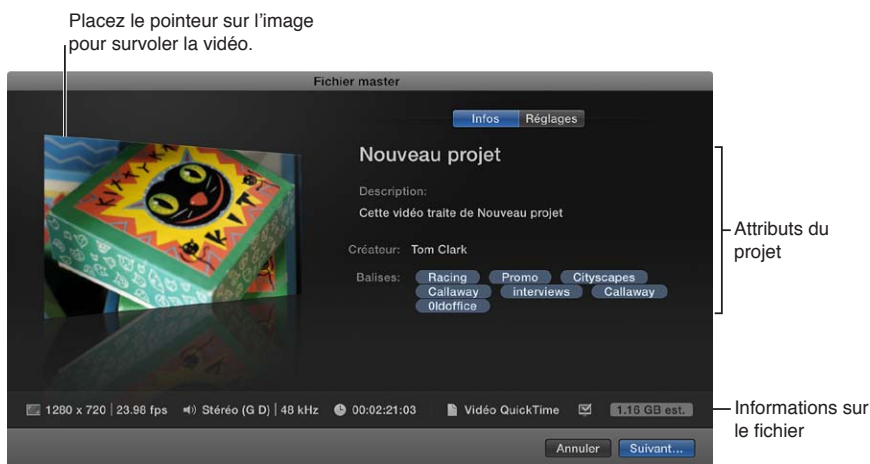 Placez le pointeur sur l’image
pour survoler la vidéo.
Fichier master
Infos Réglages
KITTYKIT
KIT
Nouveau projet
Description:
Cette vidéo traite de Nouveau projet
Créateur: Tom Clark
Balises: Racing Promo Cityscapes
Callaway interviews Callaway
0ldoffice
Attributs du
projet
1280 x 720 | 23.98 fps Stéréo (G D) | 48 kHz 00:02:21:03 Vidéo QuickTime 1.16 GB est.
Informations sur
le fichier
Annuler Suivant...